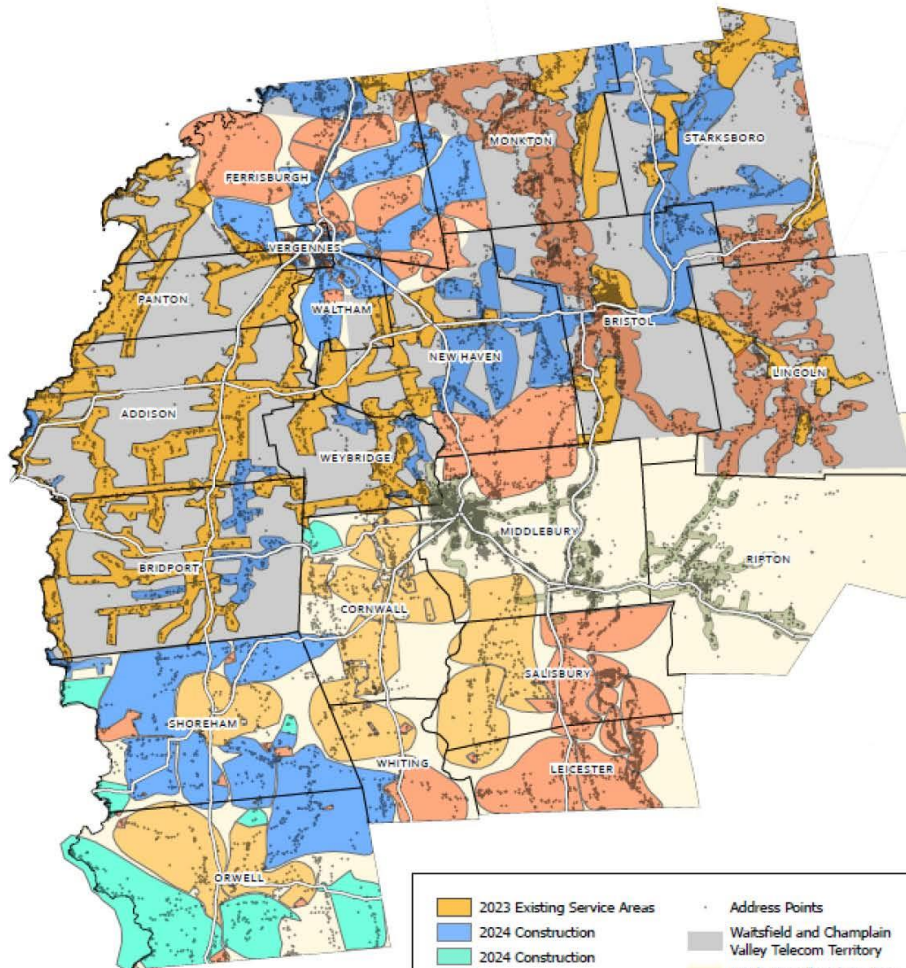 MONKTON
STARKSBORO
FERRISBURGH
VERGENNES
PANTON
WALTHAM
BRISTOL
NEW HAVEN
LINCOLN
ADDISON
WEYBRIDGE
MIDDLEBURY
RIPTON
BRIDPORT
CORNWALL
SALISBURY
SHOREHAM
WHITING
LEICESTER
ORWELL
2023 Existing Service Areas
2024 Construction
2024 Construction
Address Points
Waitsfield and Champlain
Valley Telecom Territory